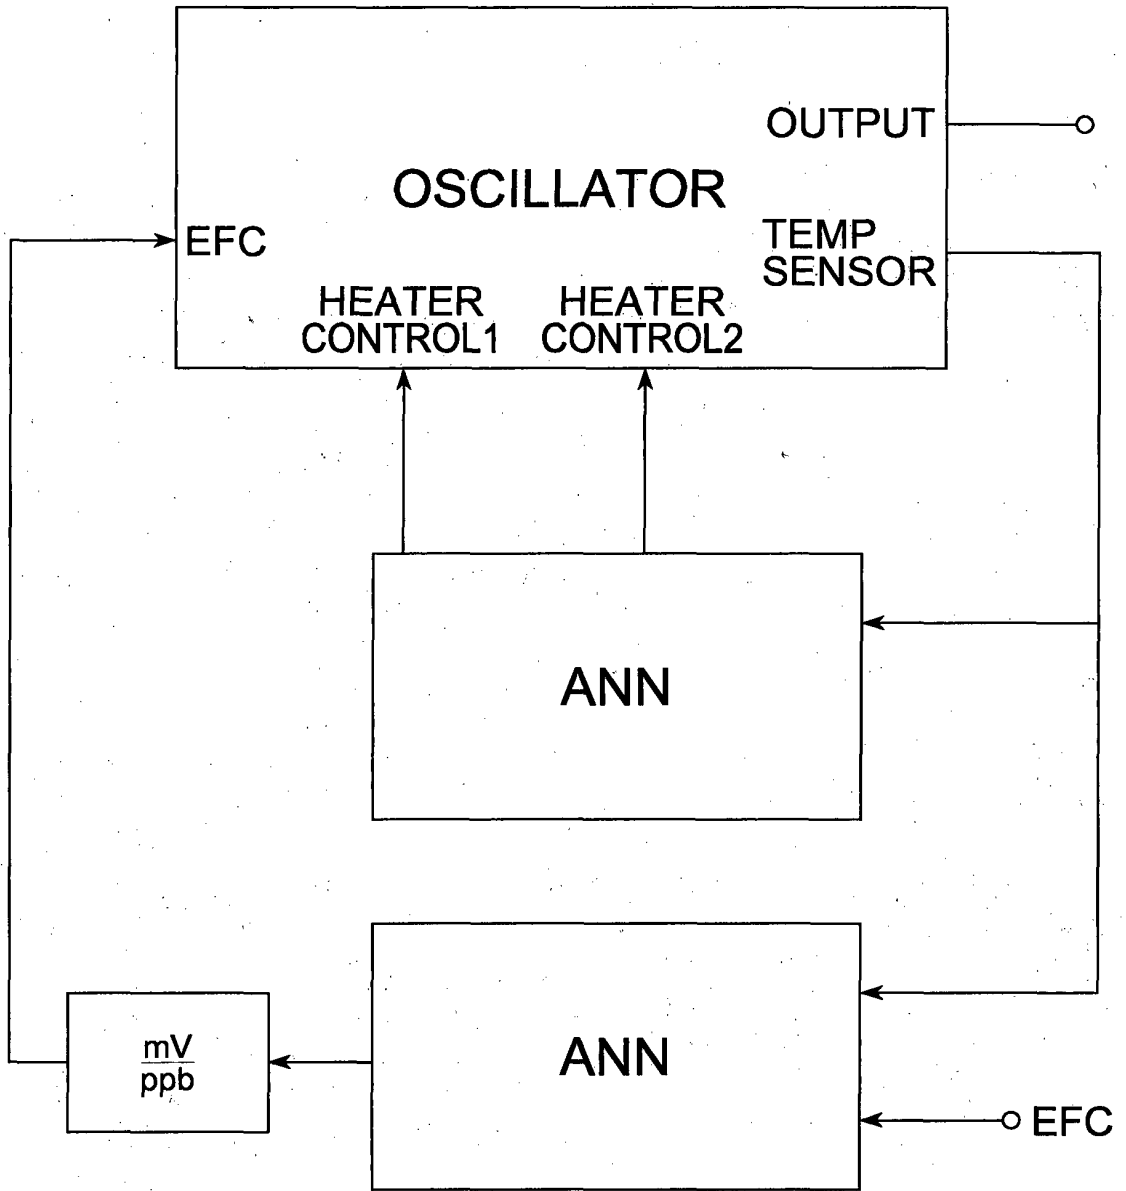 OUTPUT
OSCILLATOR
EFC
TEMP
SENSOR
HEATER
CONTROL1
HEATER
CONTROL2
ANN
ANN
mV
ppb
EFC